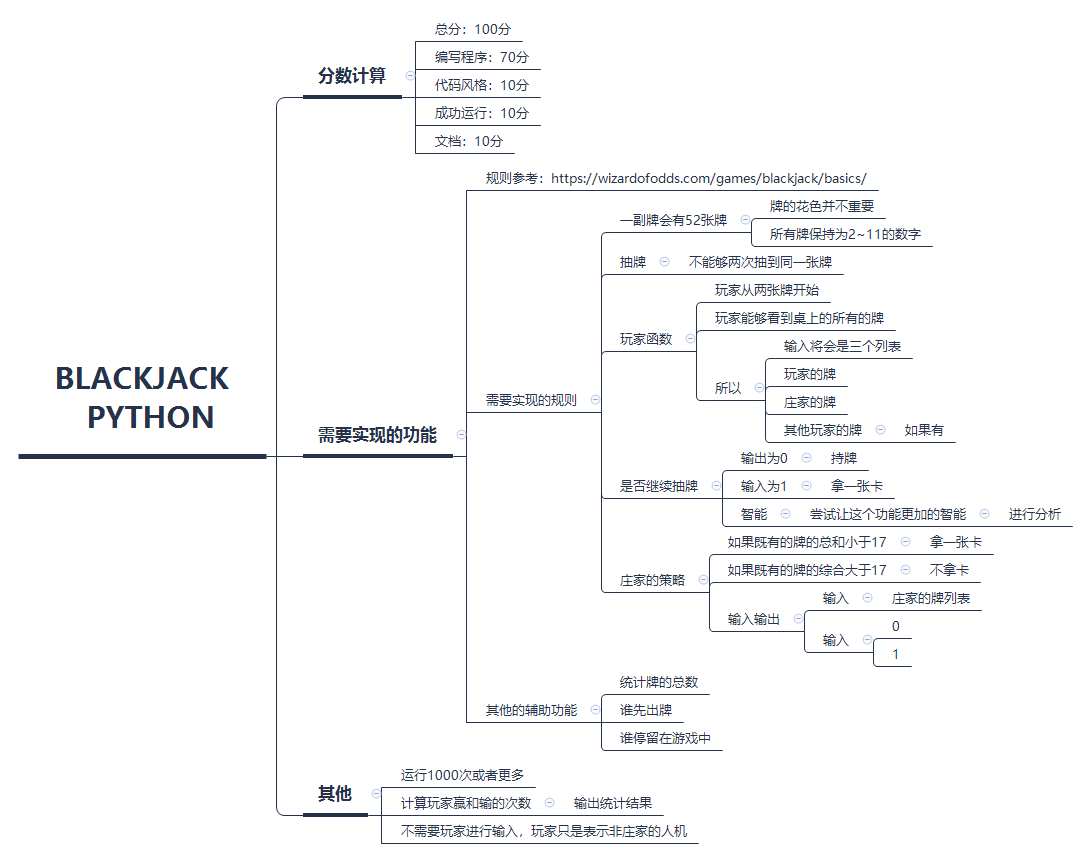 BLACKJACK
PYTHON
分数计算
总分：100分
编写程序：70分
代码风格：10分
成功运行：10分
文档：10分
需要实现的功能
规则参考：https://wizardofodds.com/games/blackjack/basics/
需要实现的规则
一副牌会有52张牌
牌的花色并不重要
所有牌保持为2~11的数字
抽牌
不能够两次抽到同一张牌
玩家函数
玩家从两张牌开始
玩家能够看到桌上的所有的牌
所以
输入将会是三个列表
玩家的牌
庄家的牌
其他玩家的牌
如果有
是否继续抽牌
输出为0
持牌
输入为1
拿一张卡
智能
尝试让这个功能更加的智能
进行分析
庄家的策略
如果既有的牌的总和小于17
拿一张卡
如果既有的牌的综合大于17
不拿卡
输入输出
输入
庄家的牌列表
输入
0
1
其他的辅助功能
统计牌的总数
谁先出牌
谁停留在游戏中
其他
运行1000次或者更多
计算玩家赢和输的次数
输出统计结果
不需要玩家进行输入，玩家只是表示非庄家的人机